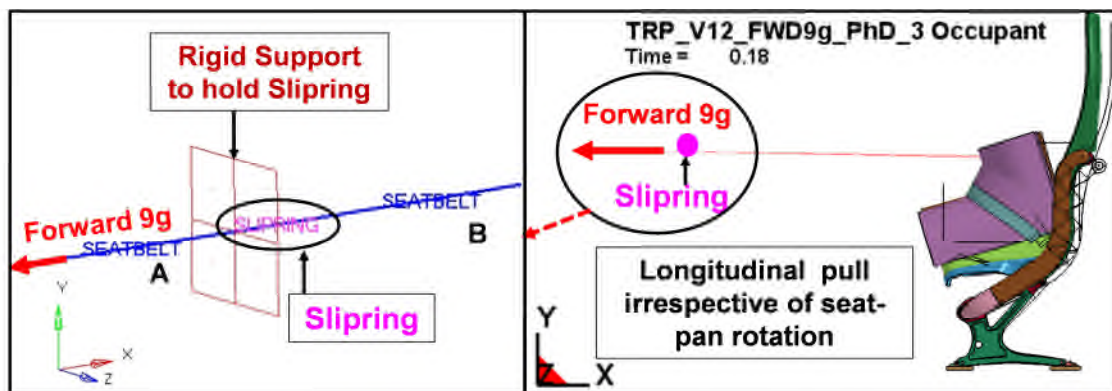 Rigid Support
to hold Slipring
Forward 9g
SEATBELT
A
SLIPRING
SEATBELT
B
Slipring
Y
X
Z
TRP_V12_FWD9g_PhD_3 Occupant
Time = 0.18
Forward 9g
Slipring
Longitudinal pull
irrespective of seat-
pan rotation
Y
Z
X